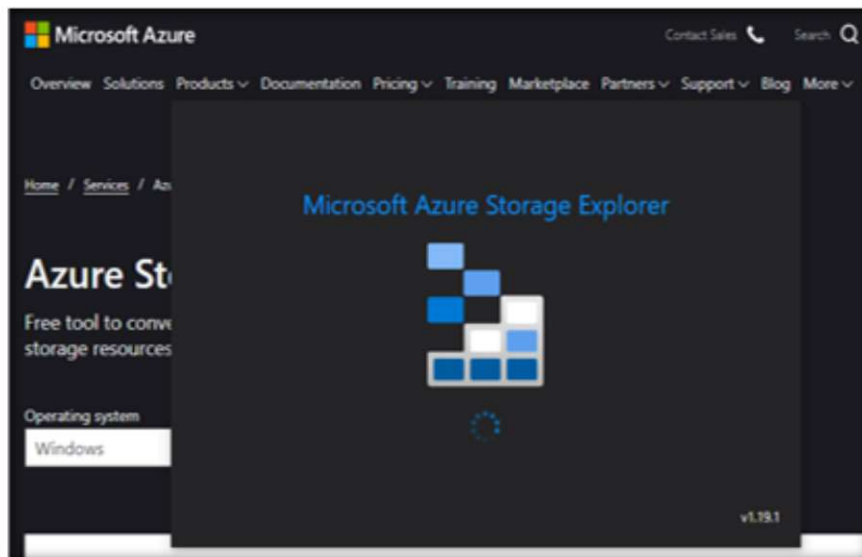 Microsoft Azure
Contact Sales
Search
Overview Solutions Products Documentation Pricing Training Marketplace Partners Support Blog More
Home / Services / Az
Microsoft Azure Storage Explorer
Azure St
Free tool to conve
storage resources
Operating system
Windows
v1.19.1